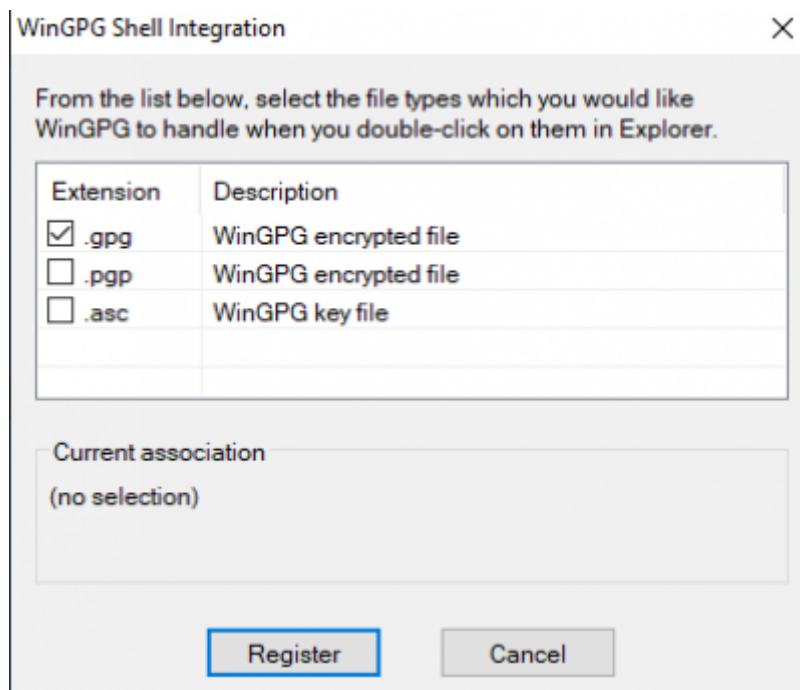 WinGPG Shell Integration
From the list below, select the file types which you would like
WinGPG to handle when you double-click on them in Explorer.
Extension Description
.gpg WinGPG encrypted file
.pgp WinGPG encrypted file
.asc WinGPG key file
Current association
(no selection)
Register Cancel